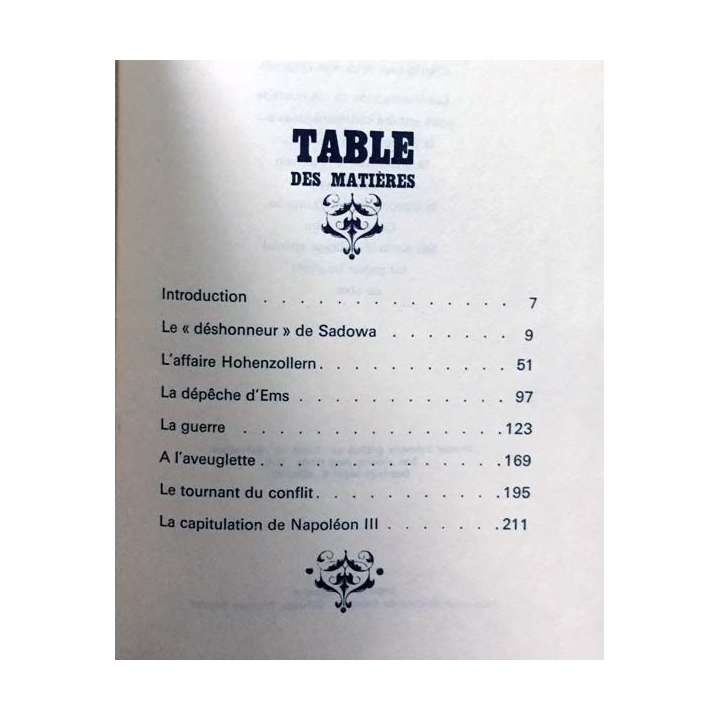 TABLE
DES MATIÈRES
Introduction . . . . . . . . . . . . . . 7
Le « déshonneur » de Sadowa . . . . . . . 9
L'affaire Hohenzollern . . . . . . . . . . . 51
La dépêche d'Ems . . . . . . . . . . . . 97
La guerre . . . . . . . . . . . . . . . 123
A l'aveuglette . . . . . . . . . . . . . . 169
Le tournant du conflit . . . . . . . . . . . 195
La capitulation de Napoléon III . . . . . . . 211